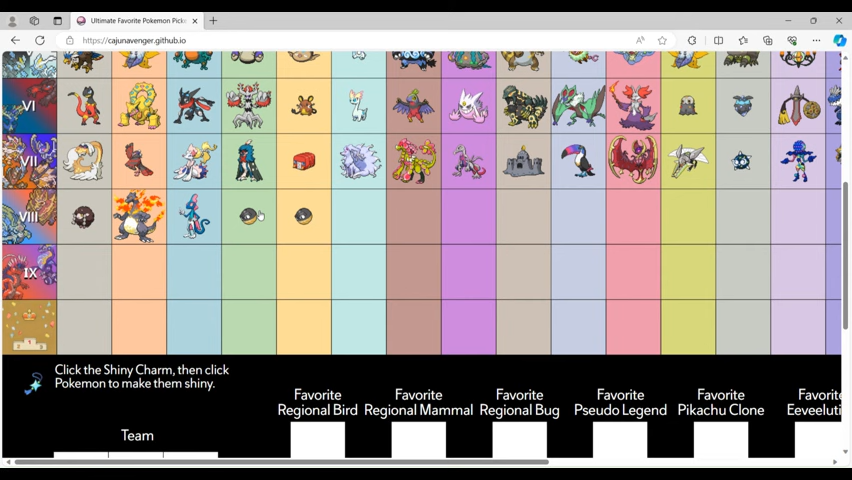 Ultimate Favorite Pokemon Pick
https://cajunavenger.github.io
VI
VII
VIII
IX
Click the Shiny Charm, then click
Pokemon to make them shiny.
Favorite
Regional Bird
Favorite
Regional Mammal
Favorite
Regional Bug
Favorite
Pseudo Legend
Favorite
Pikachu Clone
Favorite
Eeveeluti
Team